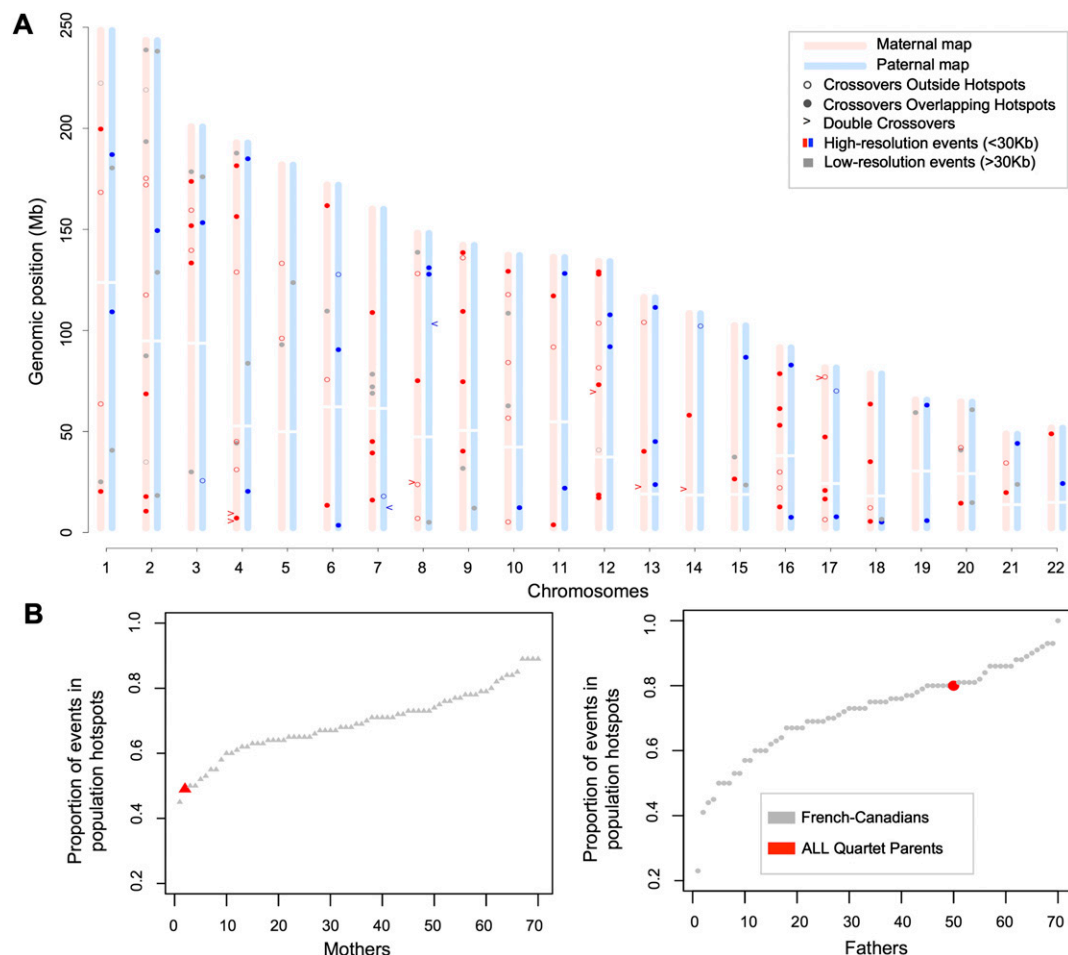 A
250
200
150
100
50
0
Genomic position (Mb)
Maternal map
Paternal map
Crossovers Outside Hotspots
Crossovers Overlapping Hotspots
> Double Crossovers
High-resolution events (<30Kb)
Low-resolution events (>30Kb)
1 2 3 4 5 6 7 8 9 10 11 12 13 14 15 16 17 18 19 20 21 22
Chromosomes
B
Proportion of events in
population hotspots
0.2 0.4 0.6 0.8 1.0
0 10 20 30 40 50 60 70
Mothers
Proportion of events in
population hotspots
0.2 0.4 0.6 0.8 1.0
French-Canadians
ALL Quartet Parents
0 10 20 30 40 50 60 70
Fathers